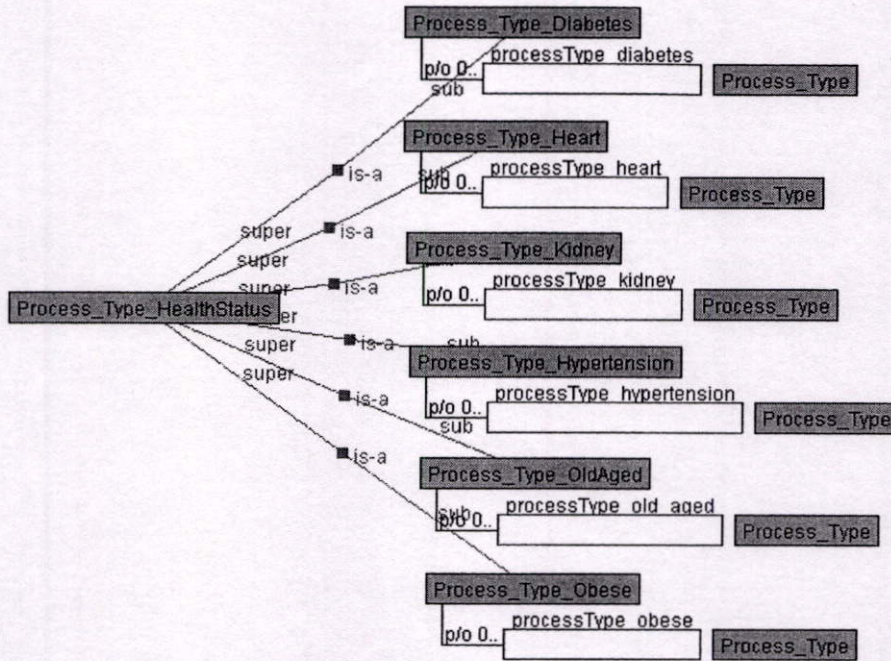 Process_Type_Diabetes
processType_diabetes
p/o 0..
sub
Process_Type
Process_Type_Heart
is-a
sub
processType_heart
p/o 0..
Process_Type
super
is-a
super
Process_Type_Kidney
super
is-a
processType_kidney
p/o 0..
Process_Type
Process_Type_HealthStatus
super
is-a
sub
Process_Type_Hypertension
super
processType_hypertension
is-a
p/o 0..
sub
Process_Type
is-a
Process_Type_OldAged
processType_old_aged
sub
p/o 0..
Process_Type
Process_Type_Obese
processType_obese
p/o 0..
Process_Type